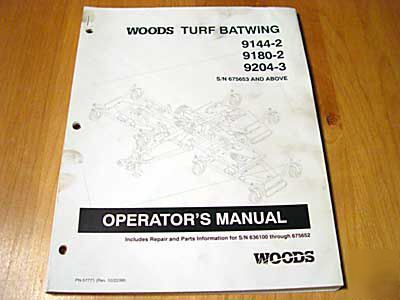 WOODS TURF BATWING
9144-2
9180-2
9204-3
S/N 675653 AND ABOVE
OPERATOR'S MANUAL
Includes Repair and Parts Information for S/N 636100 through 675652
WOODS